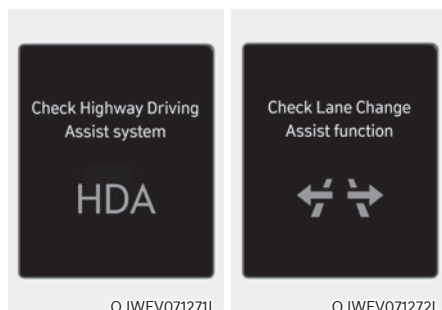 Check Highway Driving
Assist system
HDA
OJWEV071271L
Check Lane Change
Assist function
OJWEV071272L